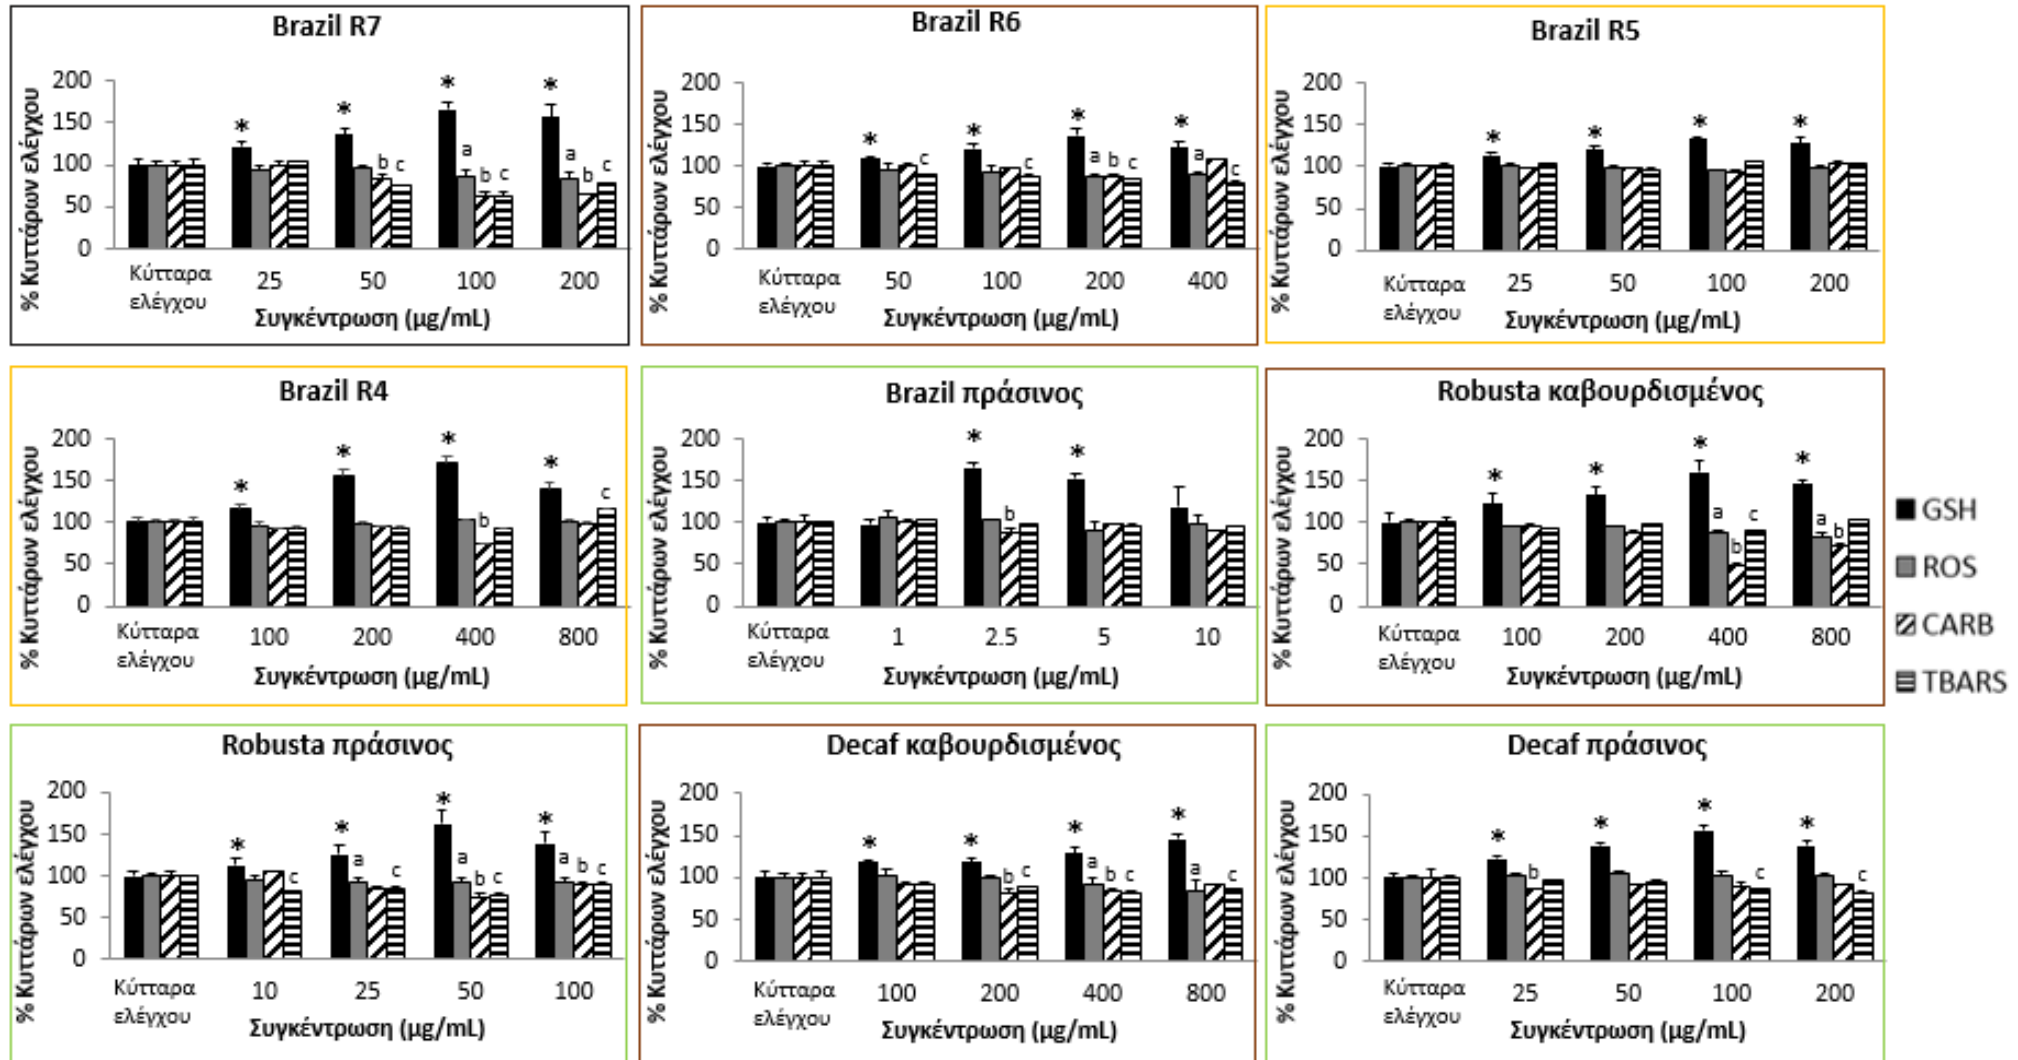 Brazil R7
% Κυττάρων ελέγχου
200
150
100
50
0
* * * *
b c a b c a b c
Κύτταρα ελέγχου 25 50 100 200
Συγκέντρωση (μg/mL)
Brazil R6
% Κυττάρων ελέγχου
200
150
100
50
0
* * * *
c c a b c a c
Κύτταρα ελέγχου 50 100 200 400
Συγκέντρωση (μg/mL)
Brazil R5
% Κυττάρων ελέγχου
200
150
100
50
0
* * * *
Κύτταρα ελέγχου 25 50 100 200
Συγκέντρωση (μg/mL)
Brazil R4
% Κυττάρων ελέγχου
200
150
100
50
0
* * * *
b c
Κύτταρα ελέγχου 100 200 400 800
Συγκέντρωση (μg/mL)
Brazil πράσινος
% Κυττάρων ελέγχου
200
150
100
50
0
* *
b
Κύτταρα ελέγχου 1 2.5 5 10
Συγκέντρωση (μg/mL)
Robusta καβουρδισμένος
% Κυττάρων ελέγχου
200
150
100
50
0
* * * *
a b c a b
Κύτταρα ελέγχου 100 200 400 800
Συγκέντρωση (μg/mL)
GSH
ROS
CARB
TBARS
Robusta πράσινος
% Κυττάρων ελέγχου
200
150
100
50
0
* * * *
c a c a b c a b c
Κύτταρα ελέγχου 10 25 50 100
Συγκέντρωση (μg/mL)
Decaf καβουρδισμένος
% Κυττάρων ελέγχου
200
150
100
50
0
* * * *
b c a b c a c
Κύτταρα ελέγχου 100 200 400 800
Συγκέντρωση (μg/mL)
Decaf πράσινος
% Κυττάρων ελέγχου
200
150
100
50
0
* * * *
b c c
Κύτταρα ελέγχου 25 50 100 200
Συγκέντρωση (μg/mL)